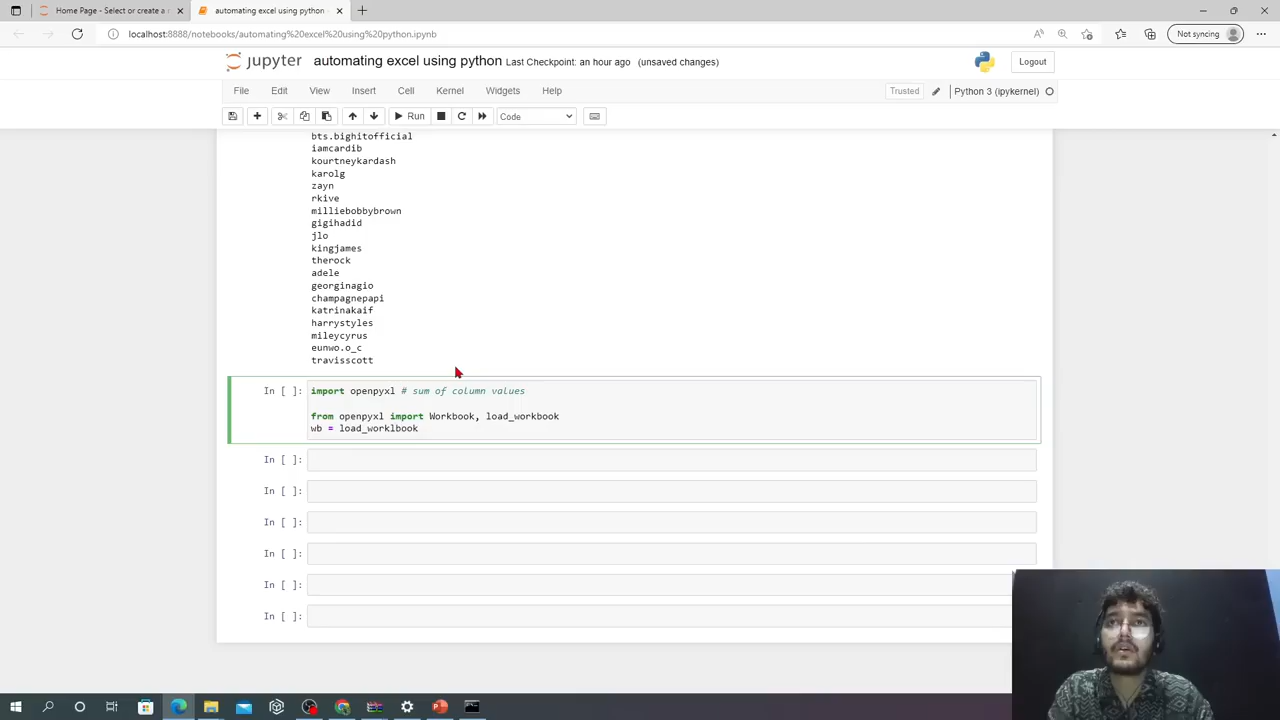 Home Page - Select or create a
automating excel using python
localhost:8888/notebooks/automating%20excel%20using%20python.ipynb
Not syncing
jupyter automating excel using python Last Checkpoint: an hour ago (unsaved changes)
Logout
File Edit View Insert Cell Kernel Widgets Help
Trusted
Python 3 (ipykernel)
Run
Code
bts.bighitofficial
iamcardib
kourtneykardash
karolg
zayn
rkive
milliebobbybrown
gigihadid
jlo
kingjames
therock
adele
georginagio
champagnepapi
katrinakaif
harrystyles
mileycyrus
eunwo.o_c
travisscott
In [ ]: import openpyxl # sum of column values
from openpyxl import Workbook, load_workbook
wb = load_worklbook
In [ ]:
In [ ]:
In [ ]:
In [ ]:
In [ ]:
In [ ]: